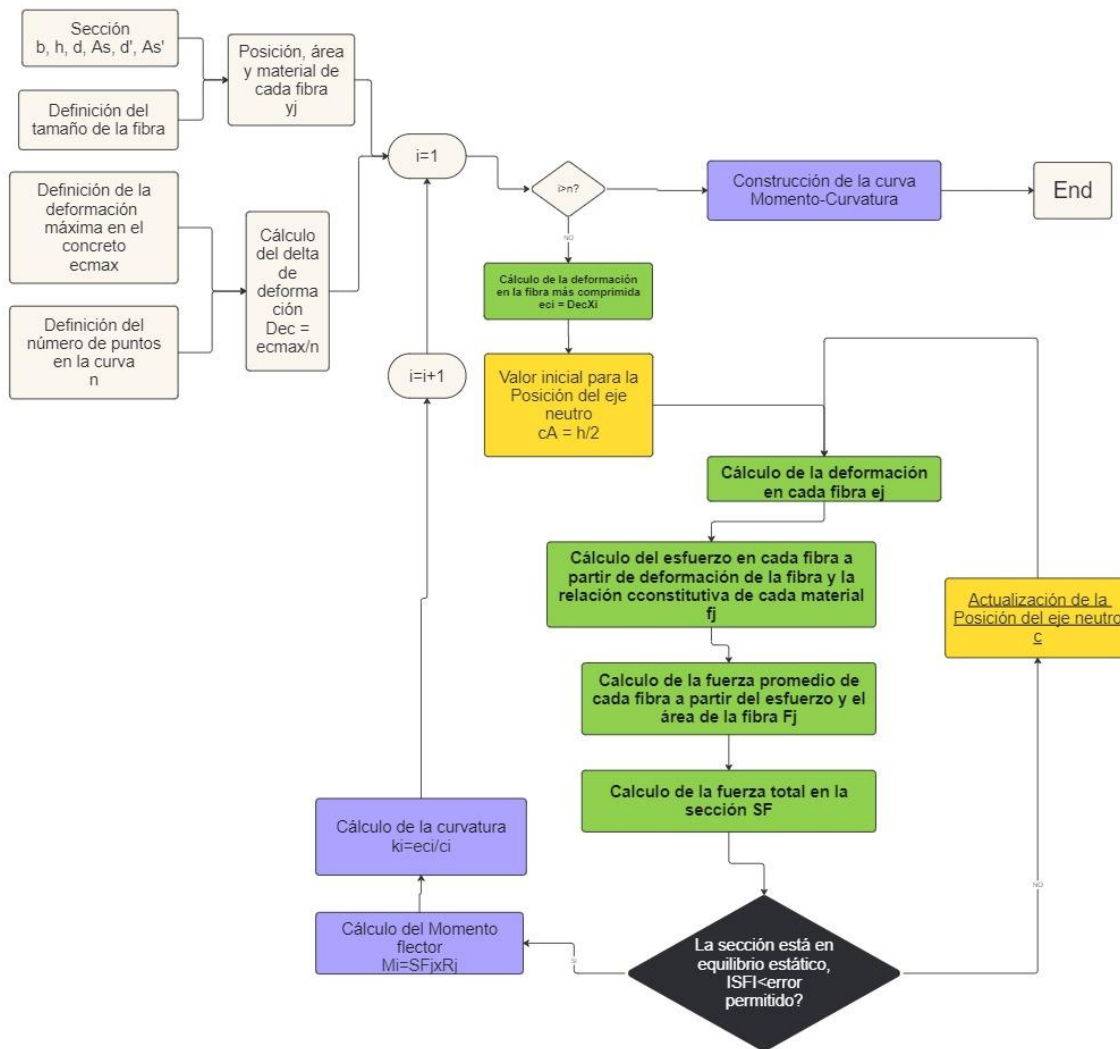 Sección
b, h, d, As, d', As'
Definición del
tamaño de la fibra
Posición, área
y material de
cada fibra
yj
Definición de la
deformación
máxima en el
concreto
ecmax
Definición del
número de puntos
en la curva
n
Cálculo
del delta
de
deforma
ción
Dec =
ecmax/n
i=1
i=i+1
i>n?
NO
Construcción de la curva
Momento-Curvatura
End
Cálculo de la deformación
en la fibra más comprimida
eci = DecXi
Valor inicial para la
Posición del eje
neutro
cA = h/2
Cálculo de la deformación
en cada fibra ej
Cálculo del esfuerzo en cada fibra a
partir de deformación de la fibra y la
relación cconstitutiva de cada material
fj
Calculo de la fuerza promedio de
cada fibra a partir del esfuerzo y el
área de la fibra Fj
Calculo de la fuerza total en la
sección SF
La sección está en
equilibrio estático,
ISFI<error
permitido?
NO
Actualización de la
Posición del eje neutro
c
SI
Cálculo del Momento
flector
Mi=SFjxRj
Cálculo de la curvatura
ki=eci/ci